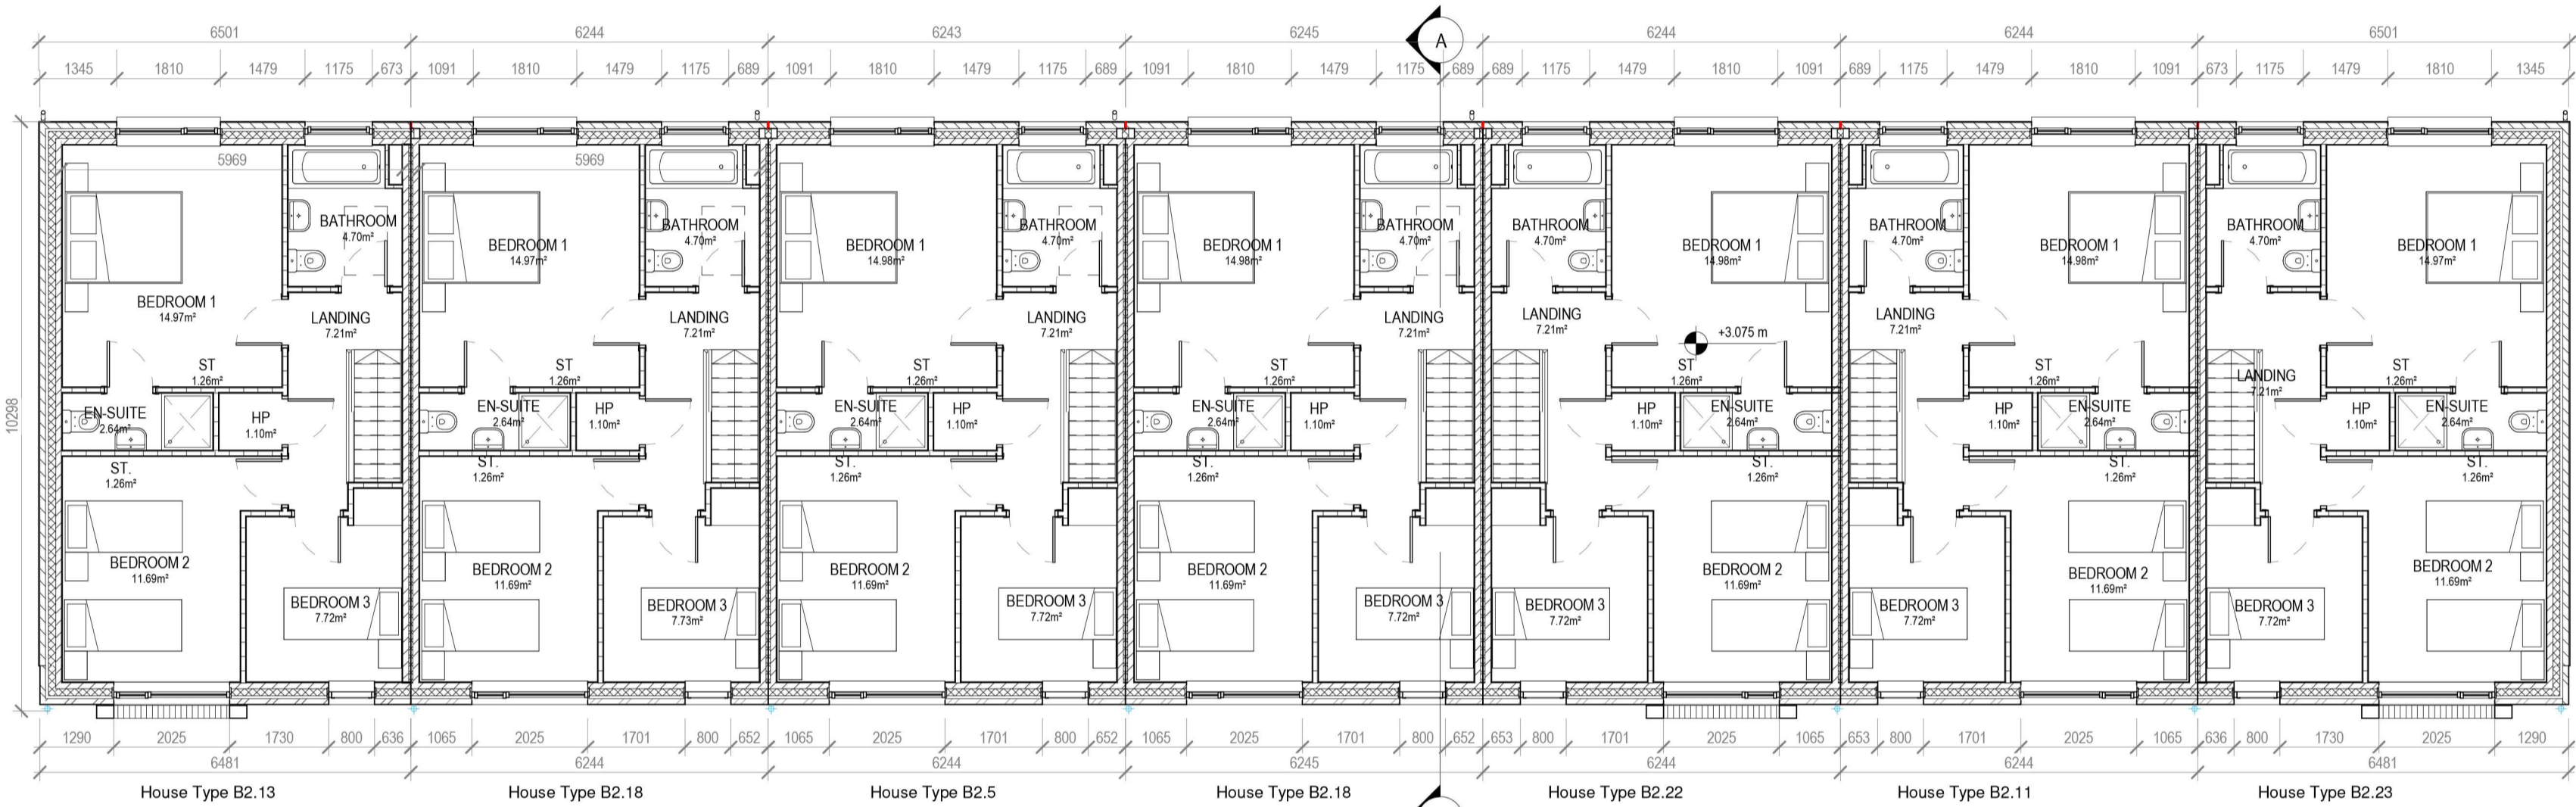 6501 6244 6243 6245 A 6244 6244 6501
1345 1810 1479 1175 673 1091 1810 1479 1175 689 1091 1810 1479 1175 689 1091 1810 1479 1175 689 689 1175 1479 1810 1091 689 1175 1479 1810 1091 673 1175 1479 1810 1345
5969 5969
BATHROOM BATHROOM BATHROOM BATHROOM BATHROOM BATHROOM BATHROOM
4.70m² 4.70m² 4.70m² 4.70m² 4.70m² 4.70m² 4.70m²
BEDROOM 1 BEDROOM 1 BEDROOM 1 BEDROOM 1 BEDROOM 1 BEDROOM 1
14.97m² 14.98m² 14.98m² 14.98m² 14.98m² 14.97m²
BEDROOM 1
14.97m²
LANDING LANDING LANDING LANDING LANDING LANDING
7.21m² 7.21m² 7.21m² 7.21m² 7.21m² 7.21m²
+3.075 m
ST ST ST ST ST ST ST
1.26m² 1.26m² 1.26m² 1.26m² 1.26m² 1.26m² 1.26m²
LANDING
7.21m²
10298
EN-SUITE HP EN-SUITE HP EN-SUITE HP EN-SUITE HP HP EN-SUITE HP EN-SUITE HP EN-SUITE
2.64m² 1.10m² 2.64m² 1.10m² 2.64m² 1.10m² 2.64m² 1.10m² 1.10m² 2.64m² 1.10m² 2.64m² 1.10m² 2.64m²
ST. ST. ST. ST. ST. ST. ST.
1.26m² 1.26m² 1.26m² 1.26m² 1.26m² 1.26m² 1.26m²
BEDROOM 2 BEDROOM 2 BEDROOM 2 BEDROOM 2 BEDROOM 2 BEDROOM 2 BEDROOM 2
11.69m² 11.69m² 11.69m² 11.69m² 11.69m² 11.69m² 11.69m²
BEDROOM 3 BEDROOM 3 BEDROOM 3 BEDROOM 3 BEDROOM 3 BEDROOM 3 BEDROOM 3
7.72m² 7.73m² 7.72m² 7.72m² 7.72m² 7.72m² 7.72m²
1290 2025 1730 800 636 1065 2025 1701 800 652 1065 2025 1701 800 652 1065 2025 1701 800 652 653 800 1701 2025 1065 653 800 1701 2025 1065 636 800 1730 2025 1290
6481 6244 6244 6245 6244 6244 6481
House Type B2.13 House Type B2.18 House Type B2.5 House Type B2.18 House Type B2.22 House Type B2.11 House Type B2.23